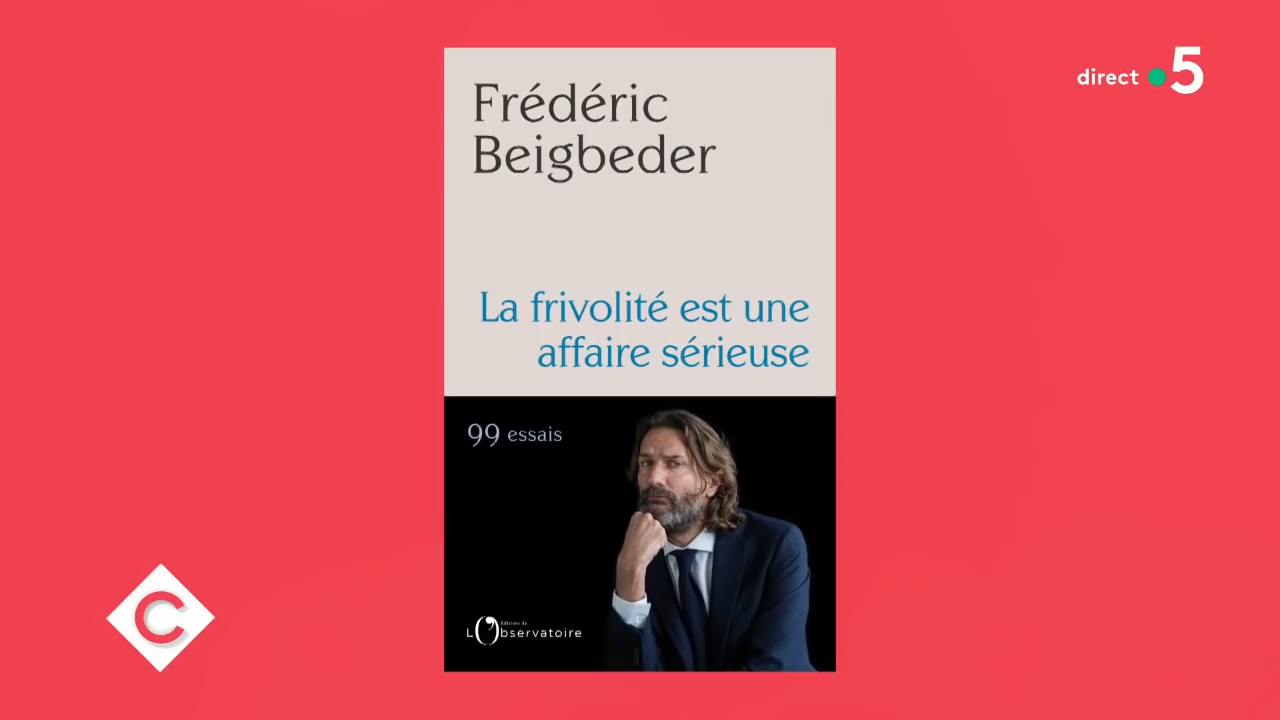 direct 5
Frédéric
Beigbeder
La frivolité est une
affaire sérieuse
99 essais
Éditions de
L'Observatoire
C